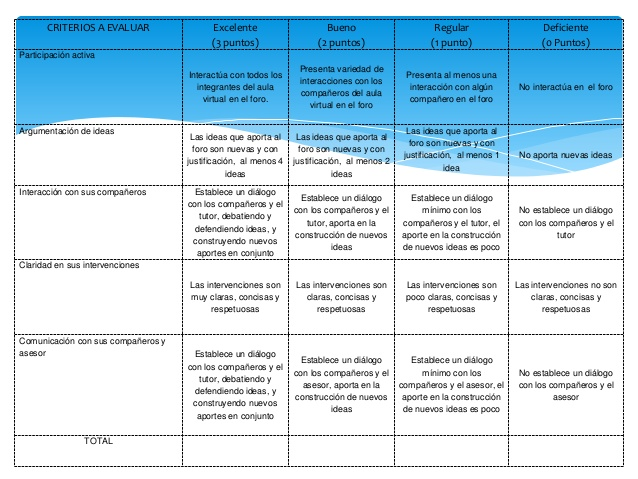 CRITERIOS A EVALUAR
Excelente
(3 puntos)
Bueno
(2 puntos)
Regular
(1 punto)
Deficiente
(0 Puntos)
Participación activa
Interactúa con todos los
integrantes del aula
virtual en el foro.
Presenta variedad de
interacciones con los
compañeros del aula
virtual en el foro
Presenta al menos una
interacción con algún
compañero en el foro
No interactúa en el foro
Argumentación de ideas
Las ideas que aporta al
foro son nuevas y con
justificación, al menos 4
ideas
Las ideas que aporta al
foro son nuevas y con
justificación, al menos 2
ideas
Las ideas que aporta al
foro son nuevas y con
justificación, al menos 1
idea
No aporta nuevas ideas
Interacción con sus compañeros
Establece un diálogo
con los compañeros y el
tutor, debatiendo y
defendiendo ideas, y
construyendo nuevos
aportes en conjunto
Establece un diálogo
con los compañeros y el
tutor, aporta en la
construcción de nuevos
ideas
Establece un diálogo
mínimo con los
compañeros y el tutor, el
aporte en la construcción
de nuevos ideas es poco
No establece un diálogo
con los compañeros y el
tutor
Claridad en sus intervenciones
Las intervenciones son
muy claras, concisas y
respetuosas
Las intervenciones son
claras, concisas y
respetuosas
Las intervenciones son
poco claras, concisas y
respetuosas
Las intervenciones no son
claras, concisas y
respetuosas
Comunicación con sus compañeros y
asesor
Establece un diálogo
con los compañeros y el
tutor, debatiendo y
defendiendo ideas, y
construyendo nuevos
aportes en conjunto
Establece un diálogo
con los compañeros y el
asesor, aporta en la
construcción de nuevos
ideas
Establece un diálogo
mínimo con los
compañeros y el asesor, el
aporte en la construcción
de nuevos ideas es poco
No establece un diálogo
con los compañeros y el
asesor
TOTAL